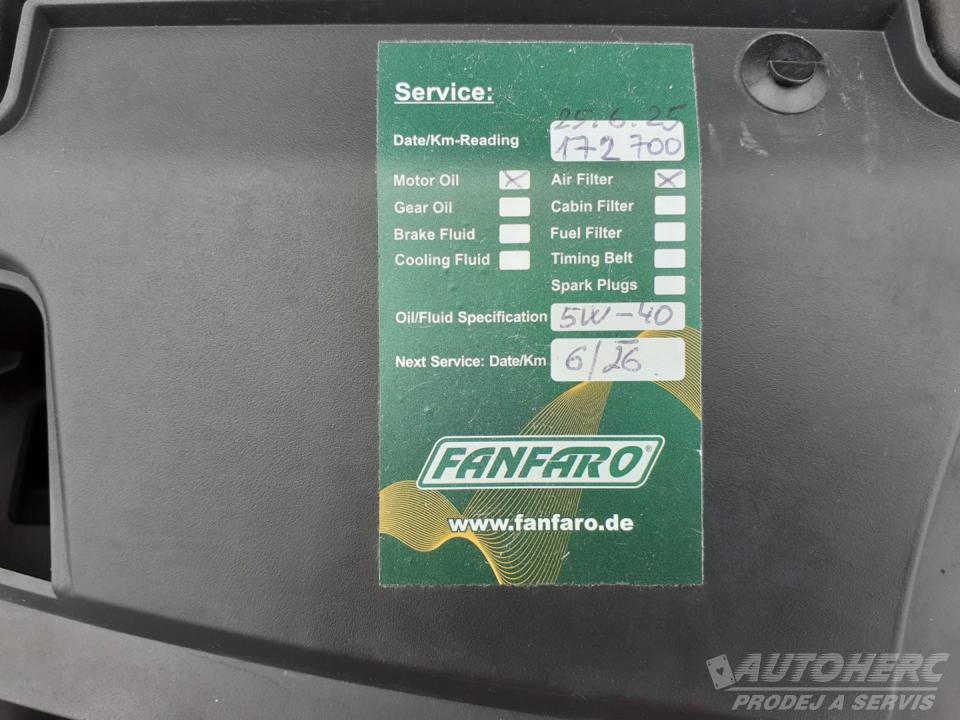 Service:
25.6.25
Date/Km-Reading 172 700
Motor Oil X Air Filter X
Gear Oil Cabin Filter
Brake Fluid Fuel Filter
Cooling Fluid Timing Belt
Spark Plugs
Oil/Fluid Specification 5W-40
Next Service: Date/Km 6/26
FANFARO®
www.fanfaro.de
AUTOHERC
PRODEJ A SERVIS